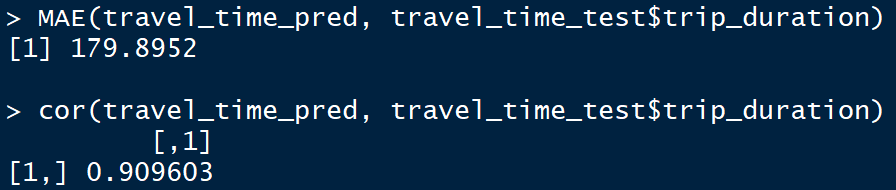 > MAE(travel_time_pred, travel_time_test$trip_duration)
[1] 179.8952
> cor(travel_time_pred, travel_time_test$trip_duration)
[,1]
[1,] 0.909603